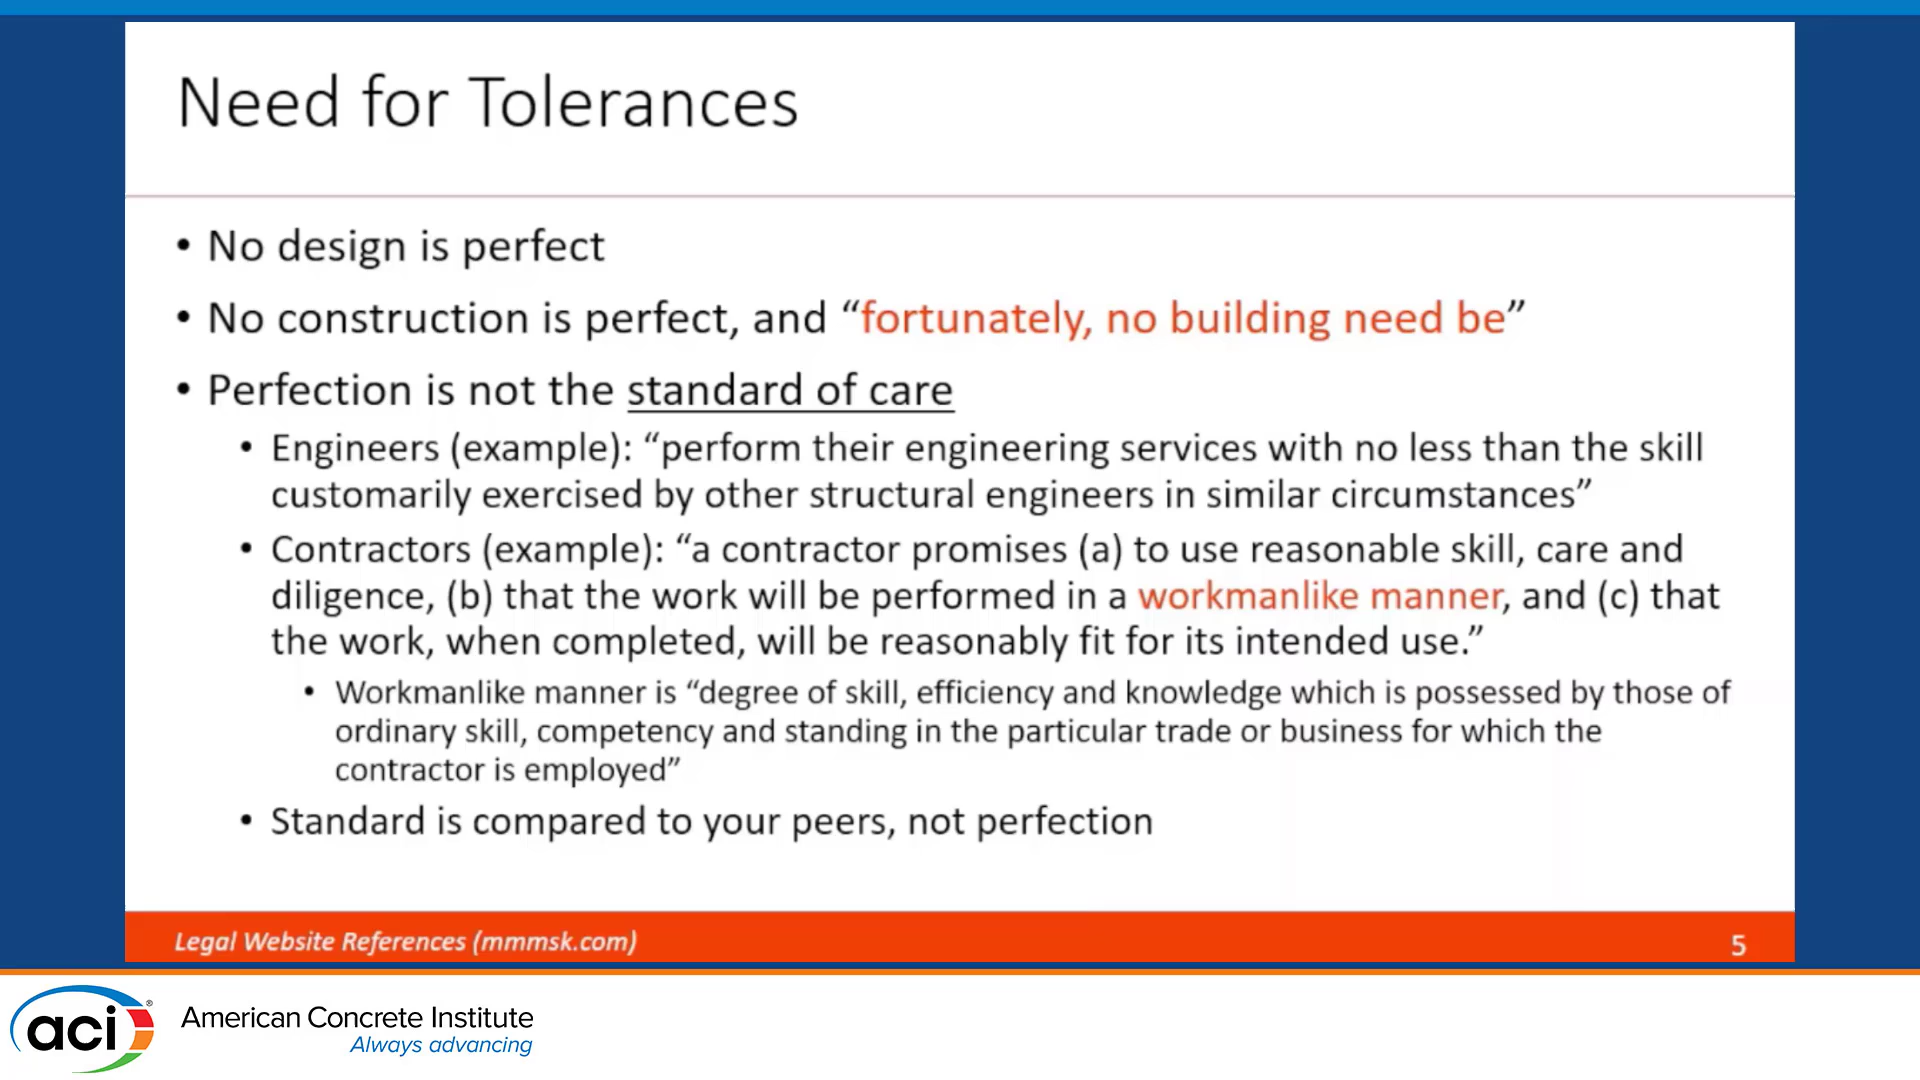 Need for Tolerances
• No design is perfect
• No construction is perfect, and “fortunately, no building need be”
• Perfection is not the standard of care
• Engineers (example): “perform their engineering services with no less than the skill
customarily exercised by other structural engineers in similar circumstances”
• Contractors (example): “a contractor promises (a) to use reasonable skill, care and
diligence, (b) that the work will be performed in a workmanlike manner, and (c) that
the work, when completed, will be reasonably fit for its intended use.”
• Workmanlike manner is “degree of skill, efficiency and knowledge which is possessed by those of
ordinary skill, competency and standing in the particular trade or business for which the
contractor is employed”
• Standard is compared to your peers, not perfection
Legal Website References (mmmsk.com)
5
aci®
American Concrete Institute
Always advancing